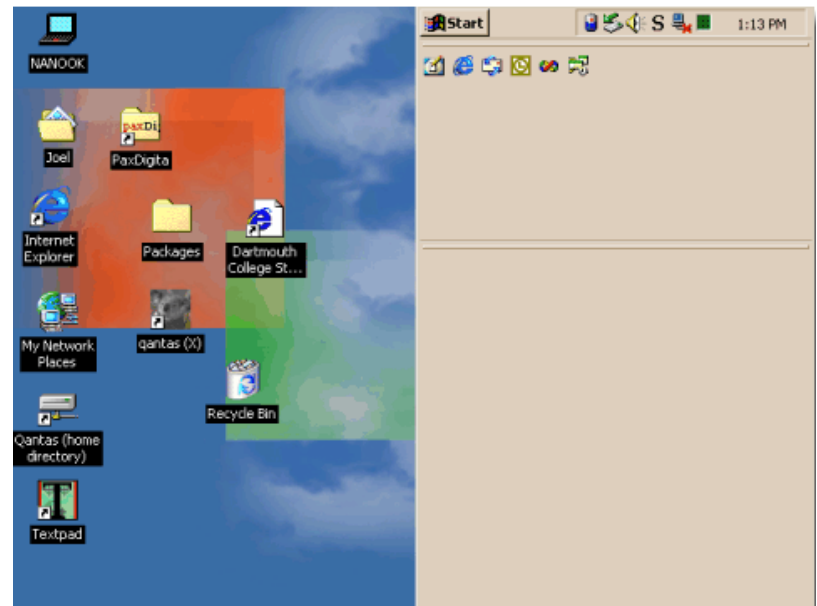 NANOOK
Joel
PaxDigita
paxDi
Internet
Explorer
Packages
Dartmouth
College St...
My Network
Places
qantas (X)
Recycle Bin
Qantas (home
directory)
Textpad
Start
S
1:13 PM